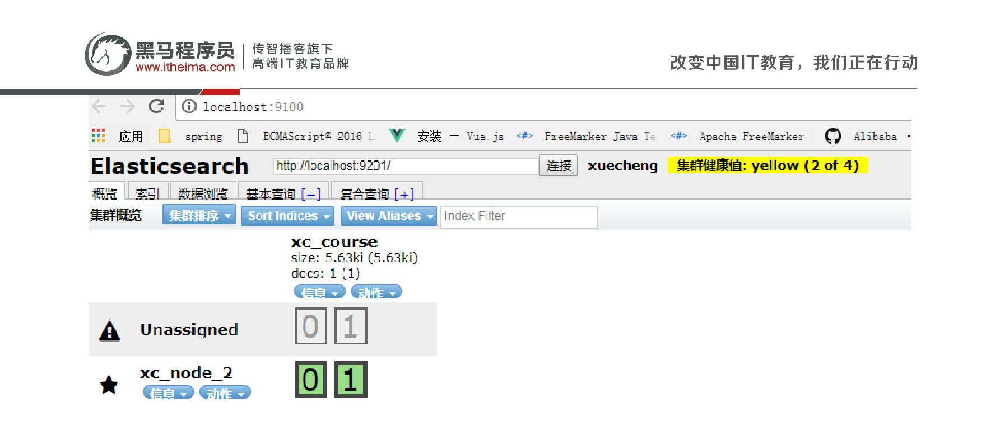 黑马程序员
www.itheima.com
传智播客旗下
高端IT教育品牌
改变中国IT教育，我们正在行动
localhost:9100
应用 spring ECMAScript® 2016 L 安装 — Vue.js <#> FreeMarker Java Te <#> Apache FreeMarker Alibaba
Elasticsearch http://localhost:9201/ 连接 xuecheng 集群健康值: yellow (2 of 4)
概览 索引 数据浏览 基本查询 [+] 复合查询 [+]
集群概览 集群排序 Sort Indices View Aliases Index Filter
xc_course
size: 5.63ki (5.63ki)
docs: 1 (1)
信息 动作
Unassigned 0 1
xc_node_2 0 1
信息 动作